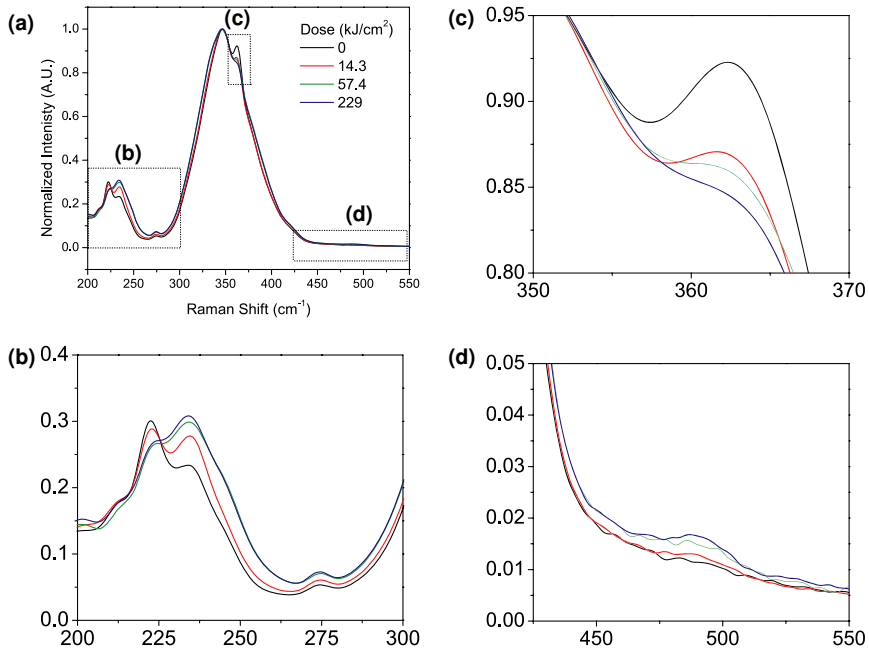 (a)
(c)
Dose (kJ/cm²)
0
14.3
57.4
229
(b)
(d)
1.0
0.8
0.6
0.4
0.2
0.0
Normalized Intenisty (A.U.)
200 250 300 350 400 450 500 550
Raman Shift (cm⁻¹)
(c)
0.95
0.90
0.85
0.80
350 360 370
(b)
0.4
0.3
0.2
0.1
0.0
200 225 250 275 300
(d)
0.05
0.04
0.03
0.02
0.01
0.00
450 500 550